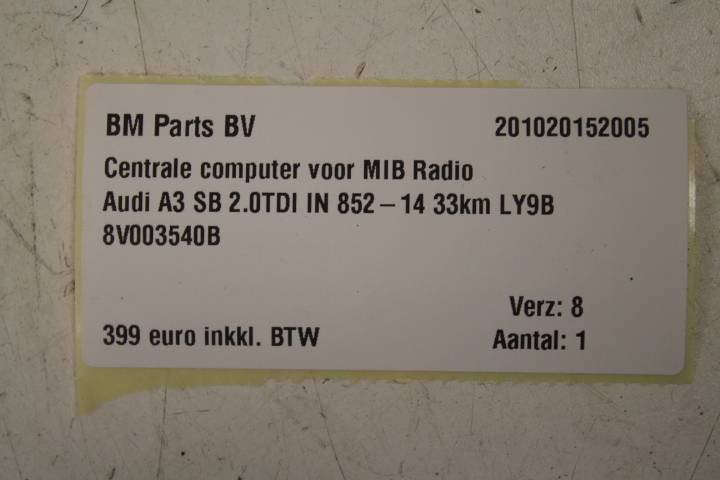 BM Parts BV 201020152005
Centrale computer voor MIB Radio
Audi A3 SB 2.0TDI IN 852-14 33km LY9B
8V003540B
Verz: 8
399 euro inkkl. BTW Aantal: 1